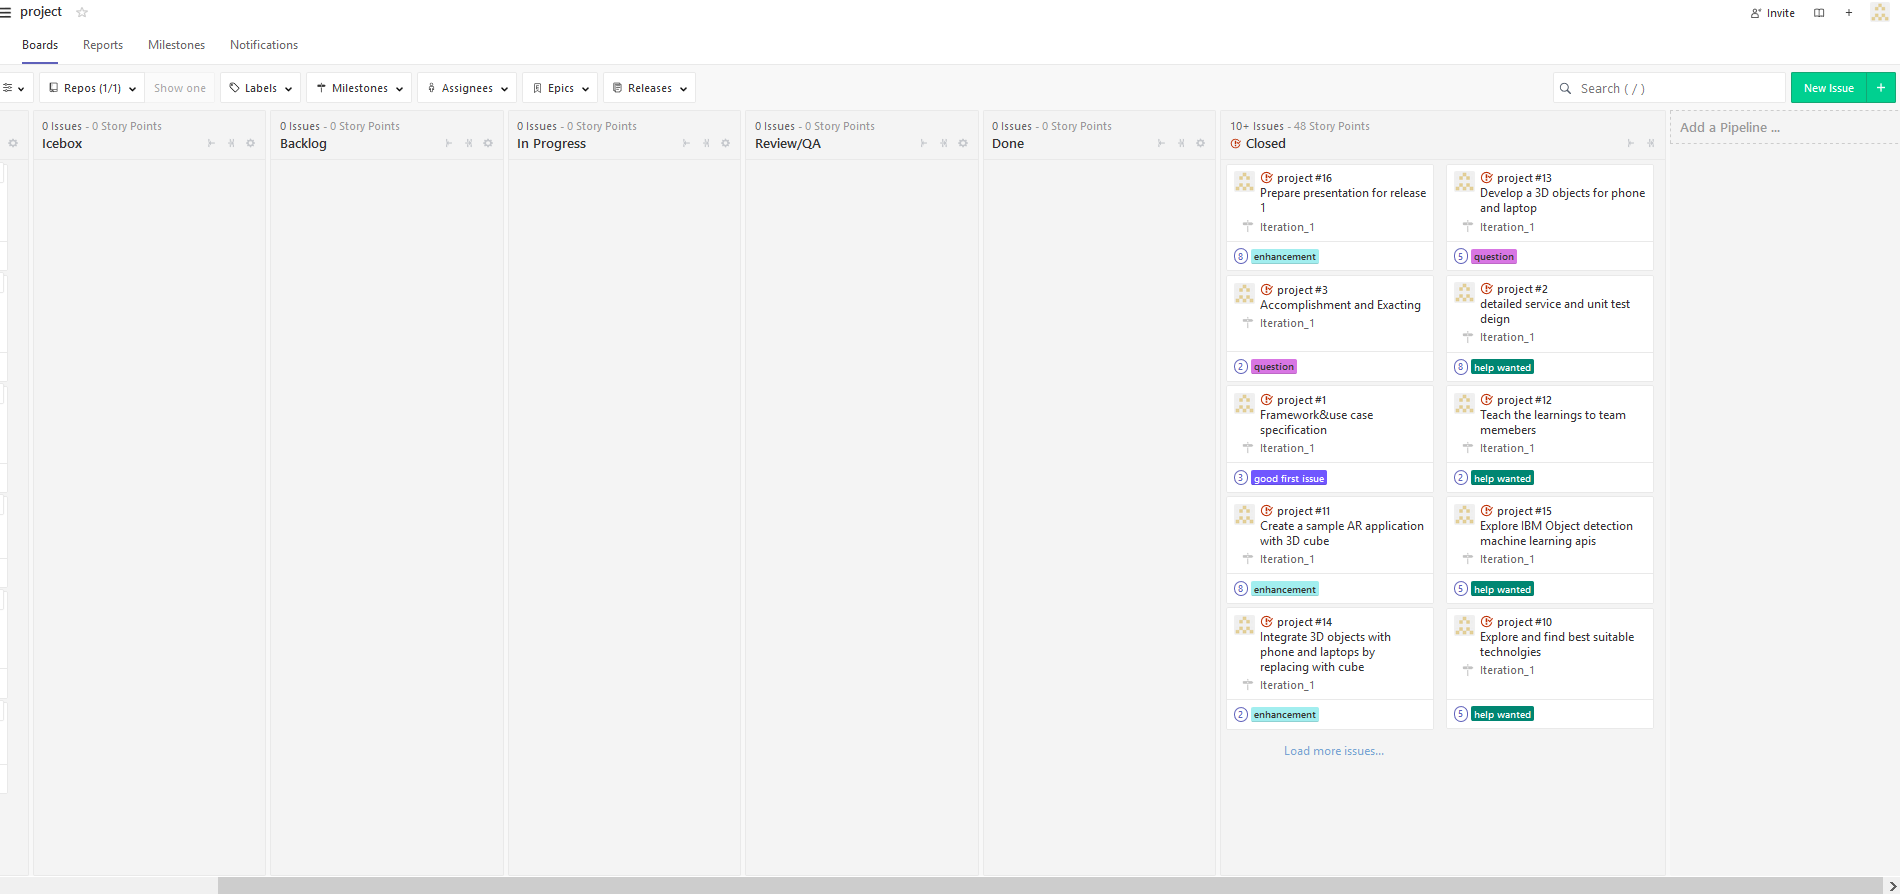 project
Invite
Boards
Reports
Milestones
Notifications
Repos (1/1)
Show one
Labels
Milestones
Assignees
Epics
Releases
Search ( / )
New Issue
+
0 Issues - 0 Story Points
Icebox
0 Issues - 0 Story Points
Backlog
0 Issues - 0 Story Points
In Progress
0 Issues - 0 Story Points
Review/QA
0 Issues - 0 Story Points
Done
10+ Issues - 48 Story Points
Closed
Add a Pipeline ...
project #16
Prepare presentation for release
1
Iteration_1
8 enhancement
project #13
Develop a 3D objects for phone
and laptop
Iteration_1
5 question
project #3
Accomplishment and Exacting
Iteration_1
2 question
project #2
detailed service and unit test
deign
Iteration_1
8 help wanted
project #1
Framework&use case
specification
Iteration_1
3 good first issue
project #12
Teach the learnings to team
memebers
Iteration_1
2 help wanted
project #11
Create a sample AR application
with 3D cube
Iteration_1
8 enhancement
project #15
Explore IBM Object detection
machine learning apis
Iteration_1
5 help wanted
project #14
Integrate 3D objects with
phone and laptops by
replacing with cube
Iteration_1
2 enhancement
project #10
Explore and find best suitable
technolgies
Iteration_1
5 help wanted
Load more issues...